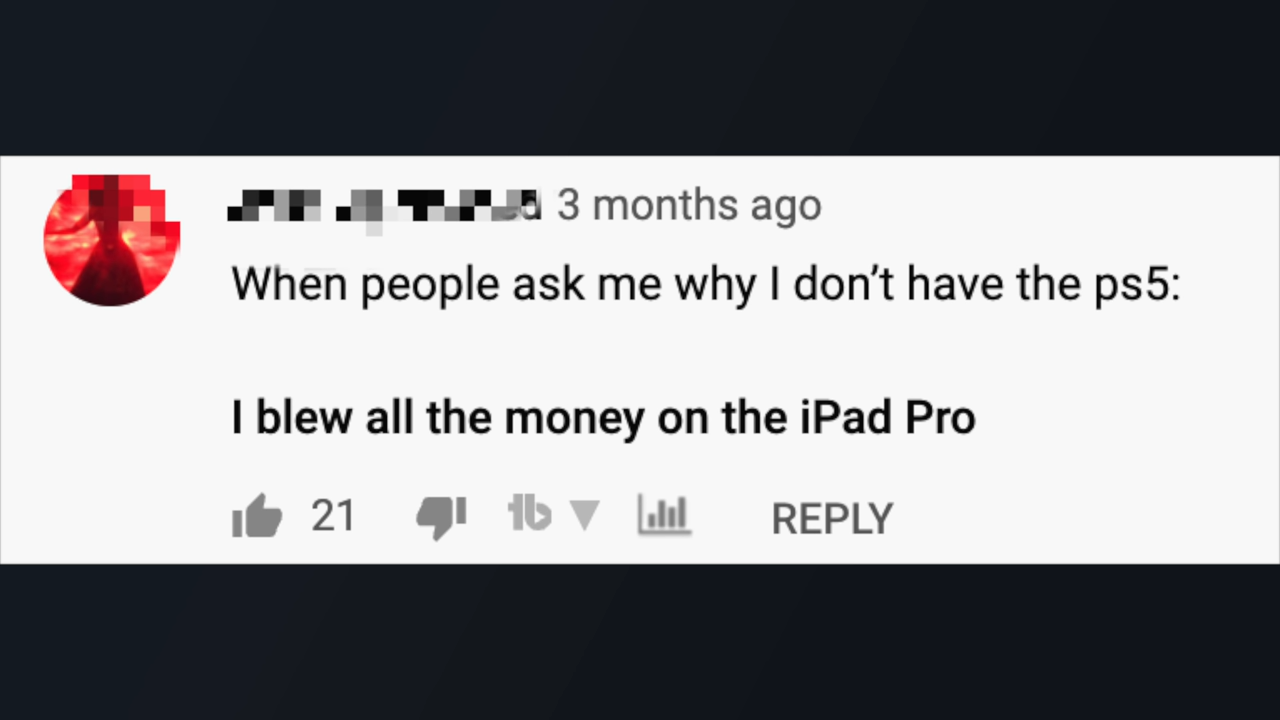 3 months ago
When people ask me why I don’t have the ps5:
I blew all the money on the iPad Pro
21 tb REPLY